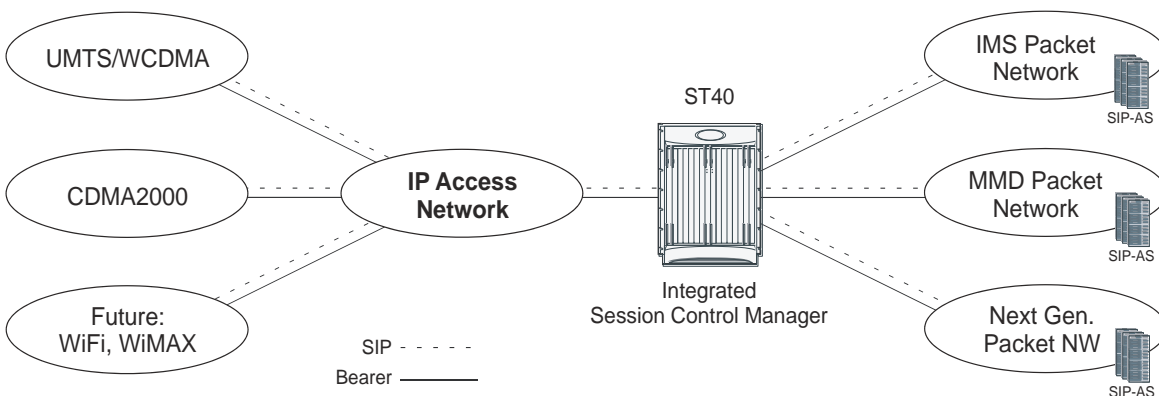 UMTS/WCDMA
CDMA2000
Future:
WiFi, WiMAX
IP Access
Network
ST40
Integrated
Session Control Manager
IMS Packet
Network
SIP-AS
MMD Packet
Network
SIP-AS
Next Gen.
Packet NW
SIP-AS
SIP
Bearer